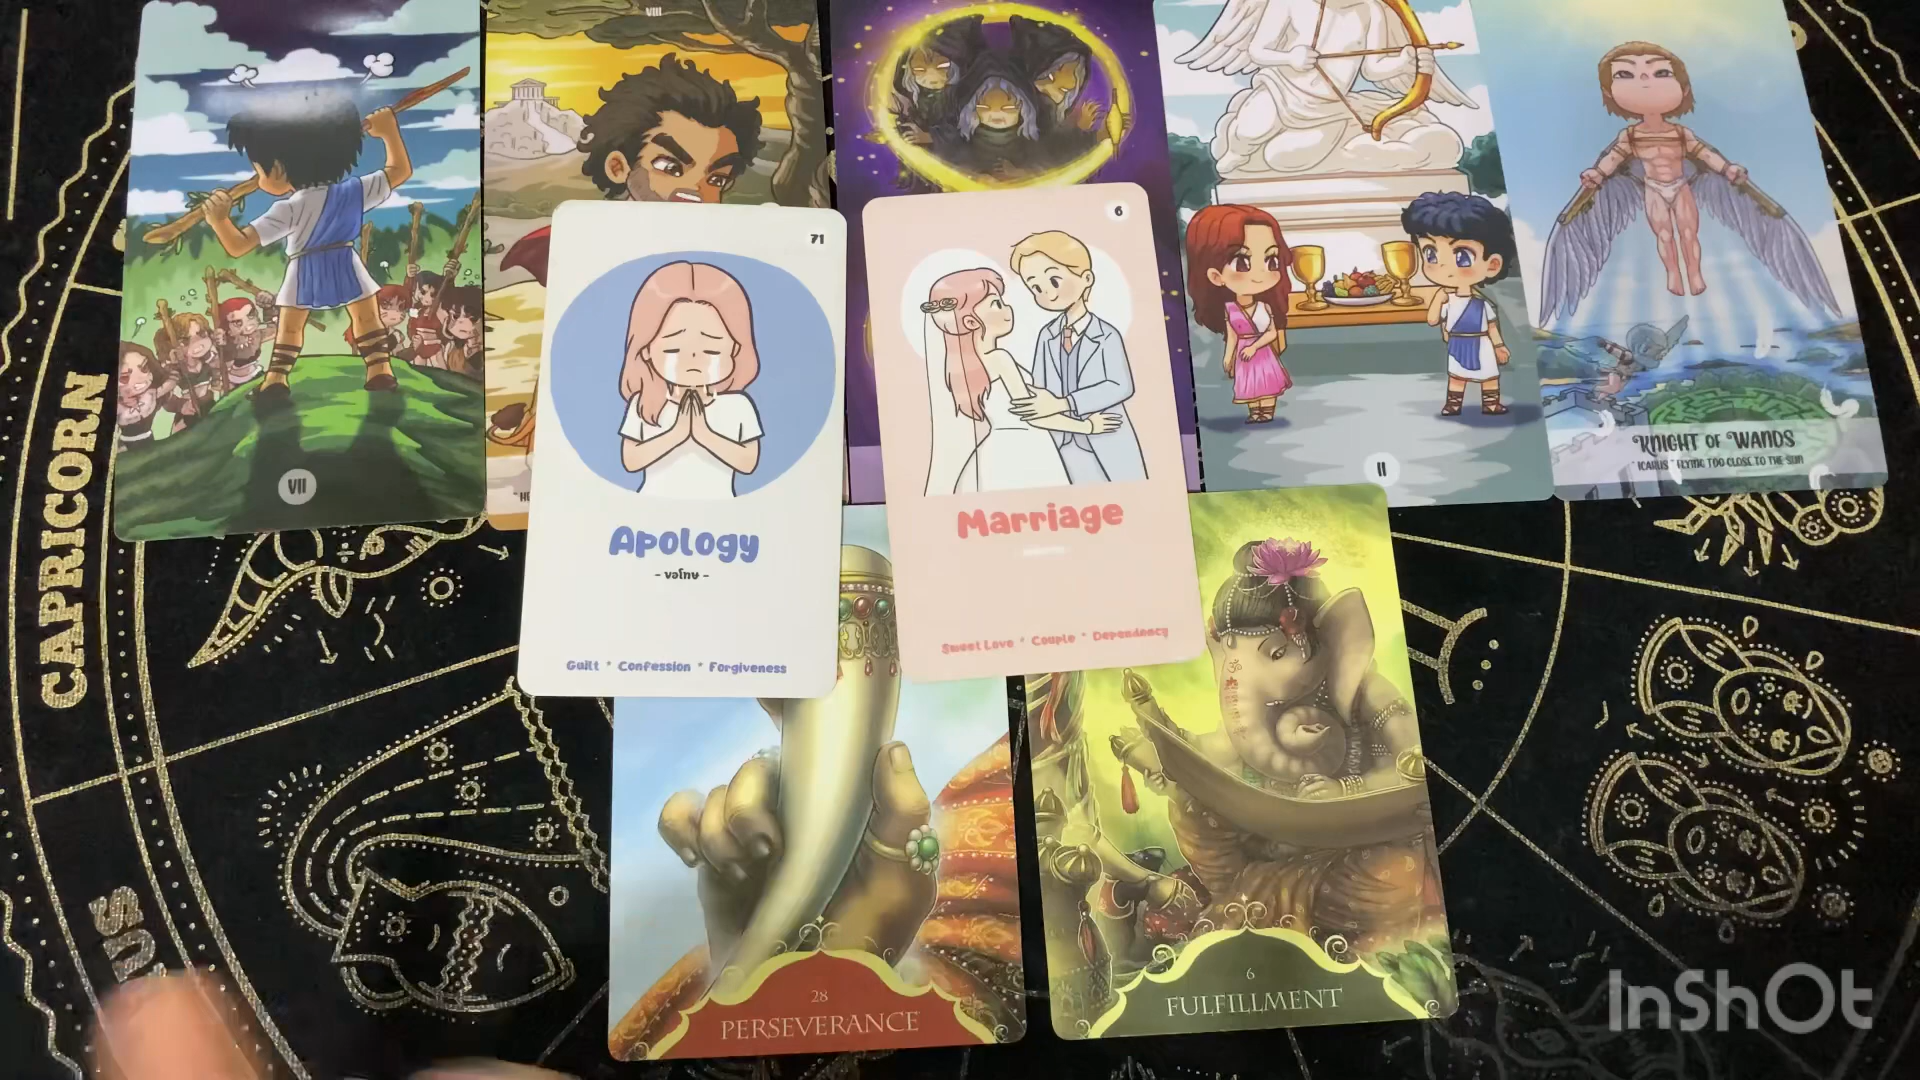 VIII
CAPRICORN
VII
71
Apology
- ขอโทษ -
Guilt * Confession * Forgiveness
6
Marriage
Sweet Love * Couple * Dependency
II
KNIGHT OF WANDS
"ICARUS" FLYING TOO CLOSE TO THE SUN
28
PERSEVERANCE
6
FULFILLMENT
InShOt